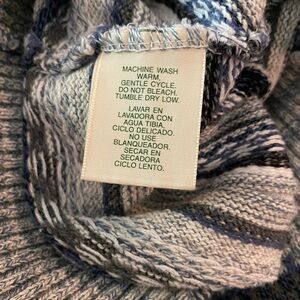 MACHINE WASH
WARM,
GENTLE CYCLE.
DO NOT BLEACH.
TUMBLE DRY LOW.
LAVAR EN
LAVADORA CON
AGUA TIBIA,
CICLO DELICADO.
NO USE
BLANQUEADOR.
SECAR EN
SECADORA
CICLO LENTO.